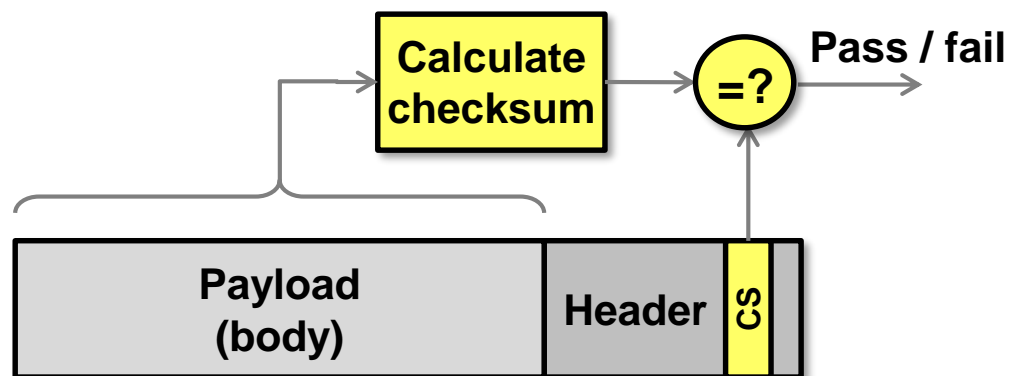 Calculate
checksum
=?
Pass / fail
Payload
(body)
Header
CS